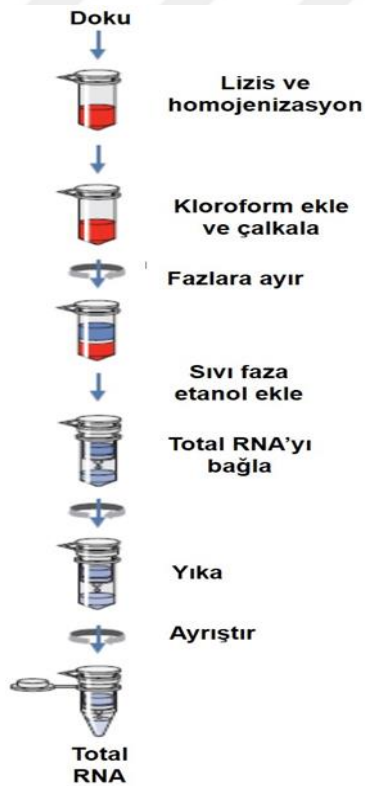 Doku
Lizis ve
homojenizasyon
Kloroform ekle
ve çalkala
Fazlara ayır
Sıvı faza
etanol ekle
Total RNA’yı
bağla
Yıka
Ayrıştır
Total
RNA